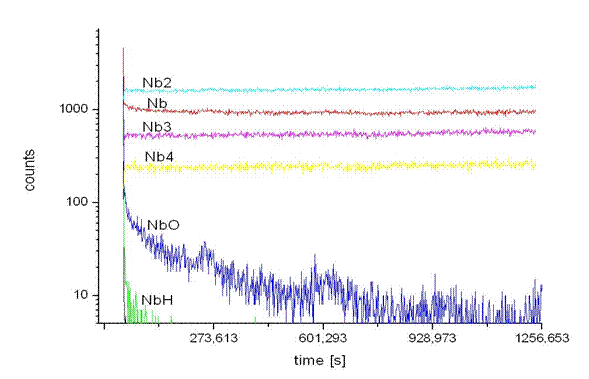 counts
1000
100
10
Nb2
Nb
Nb3
Nb4
NbO
NbH
273,613
601,293
928,973
1256,653
time [s]